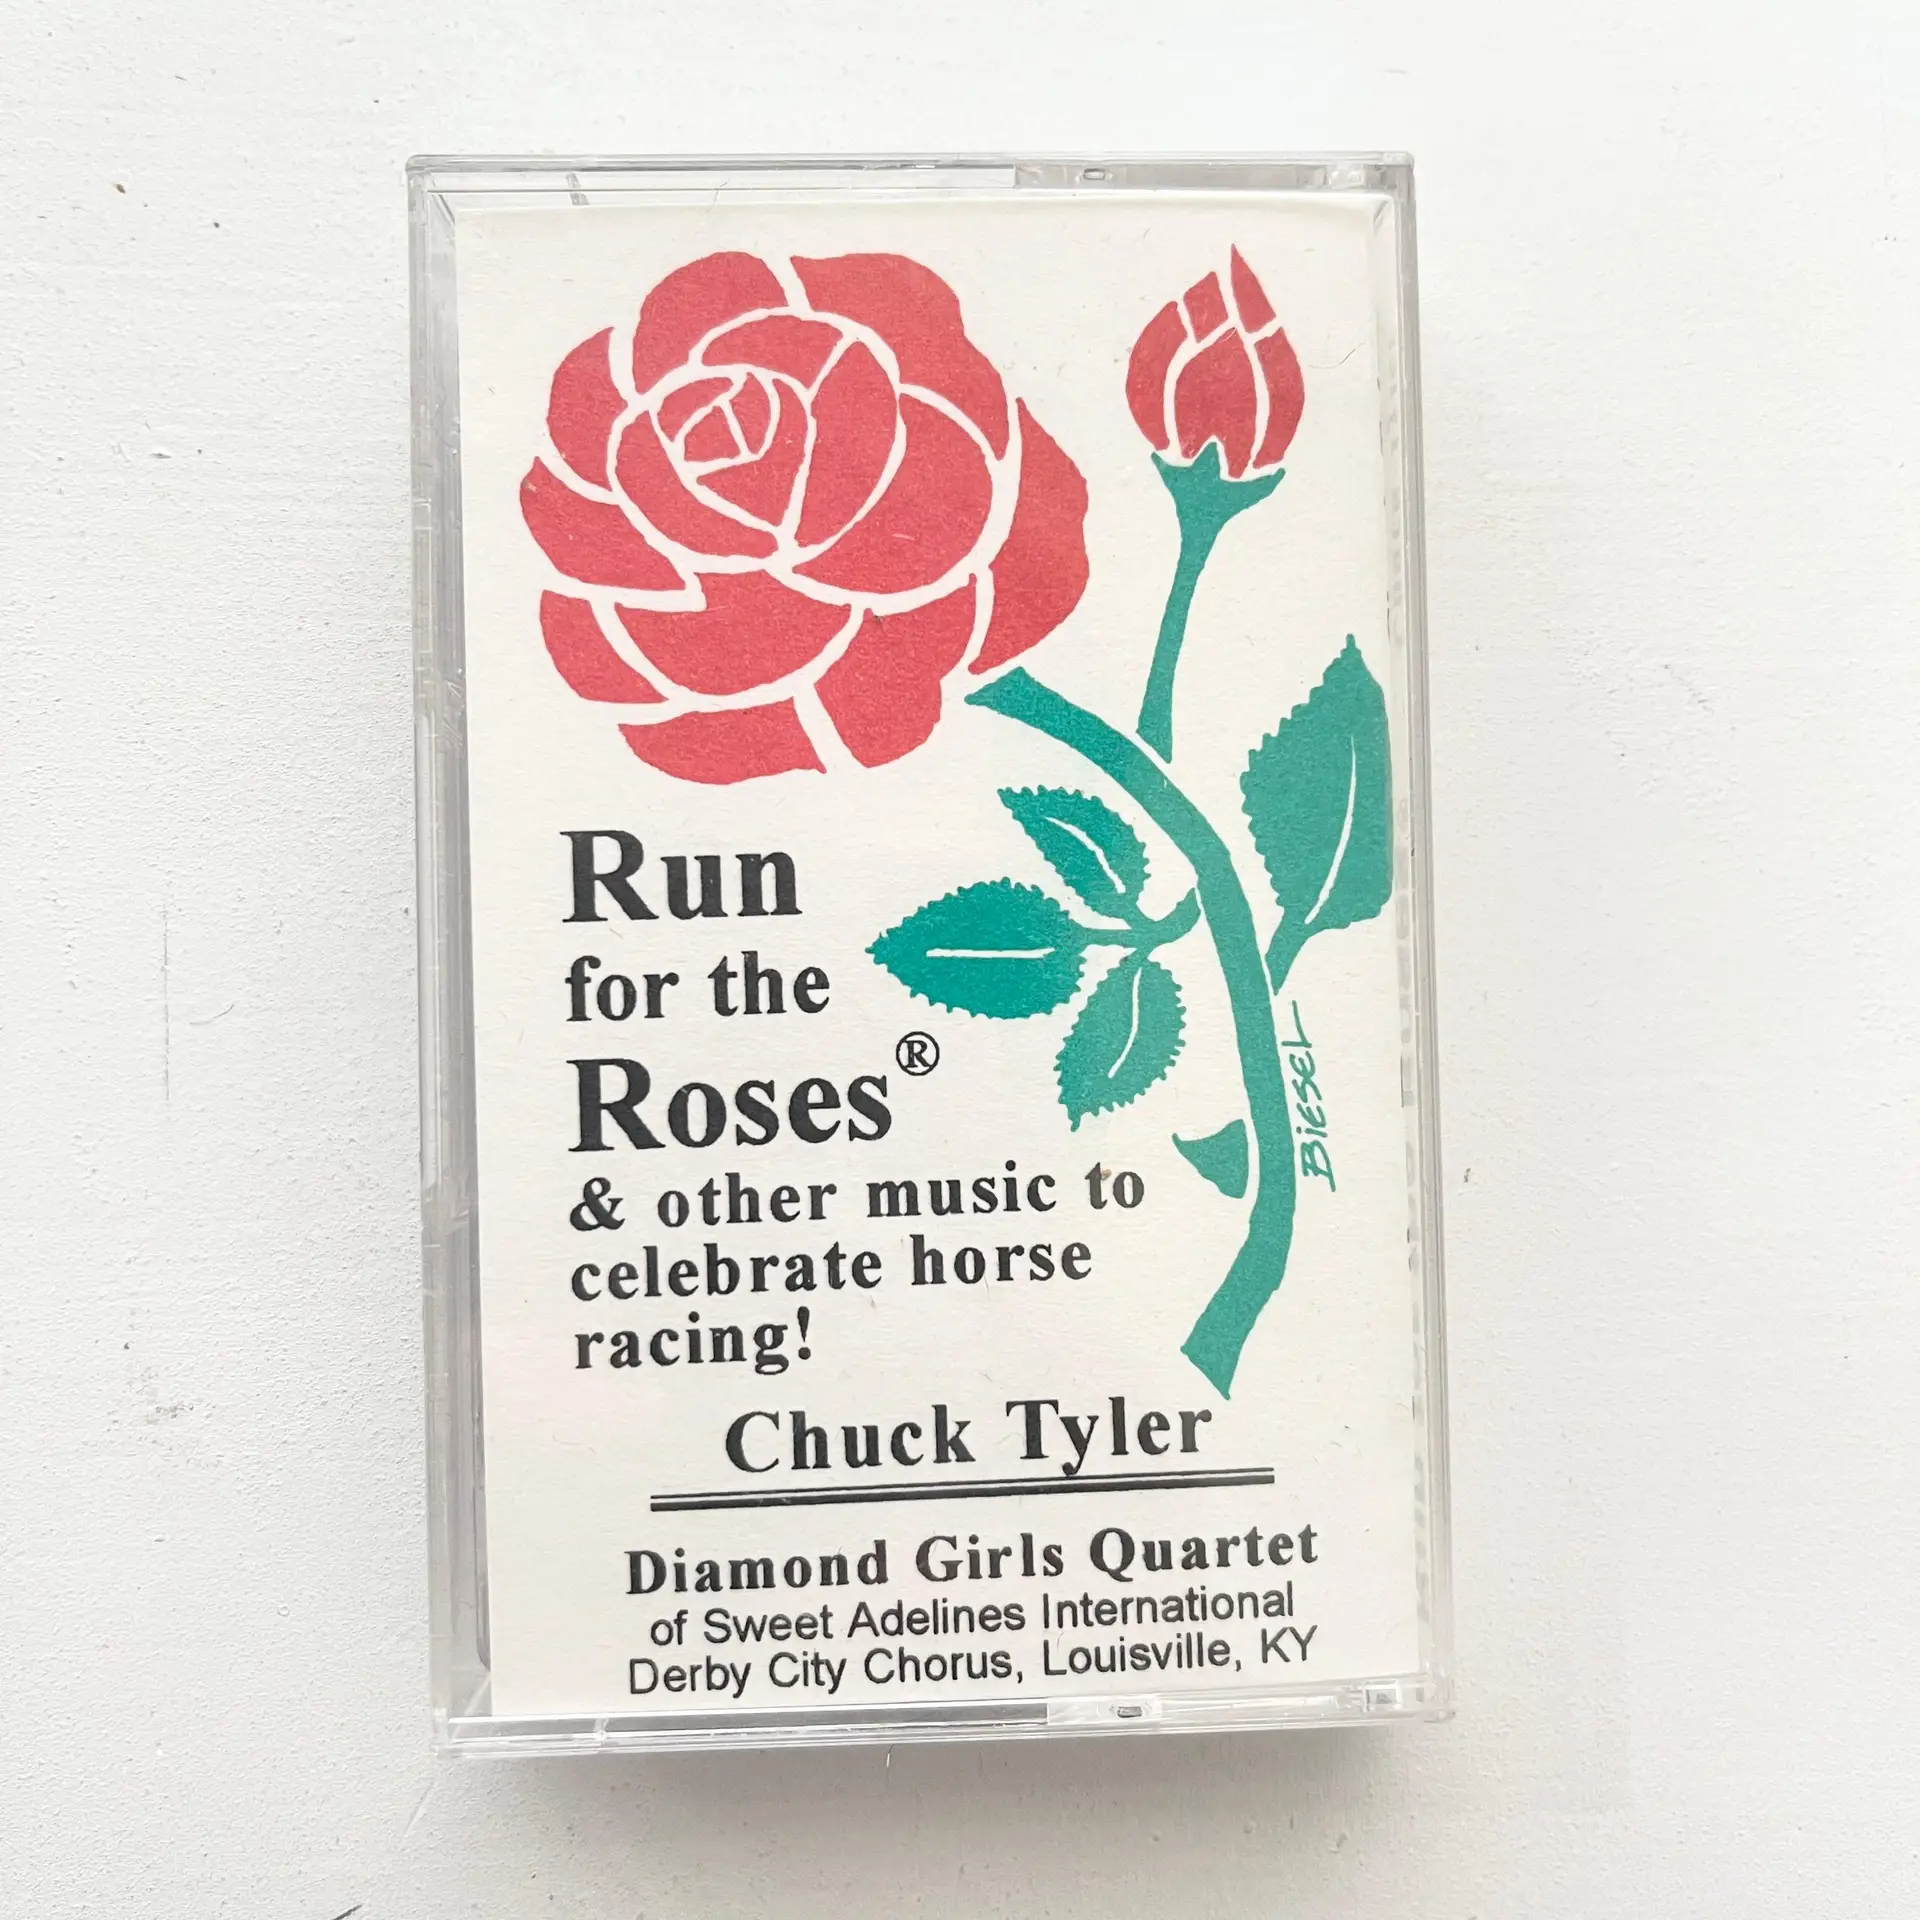 Run
for the
Roses®
& other music to
celebrate horse
racing!
Chuck Tyler
Diamond Girls Quartet
of Sweet Adelines International
Derby City Chorus, Louisville, KY
BiESEL